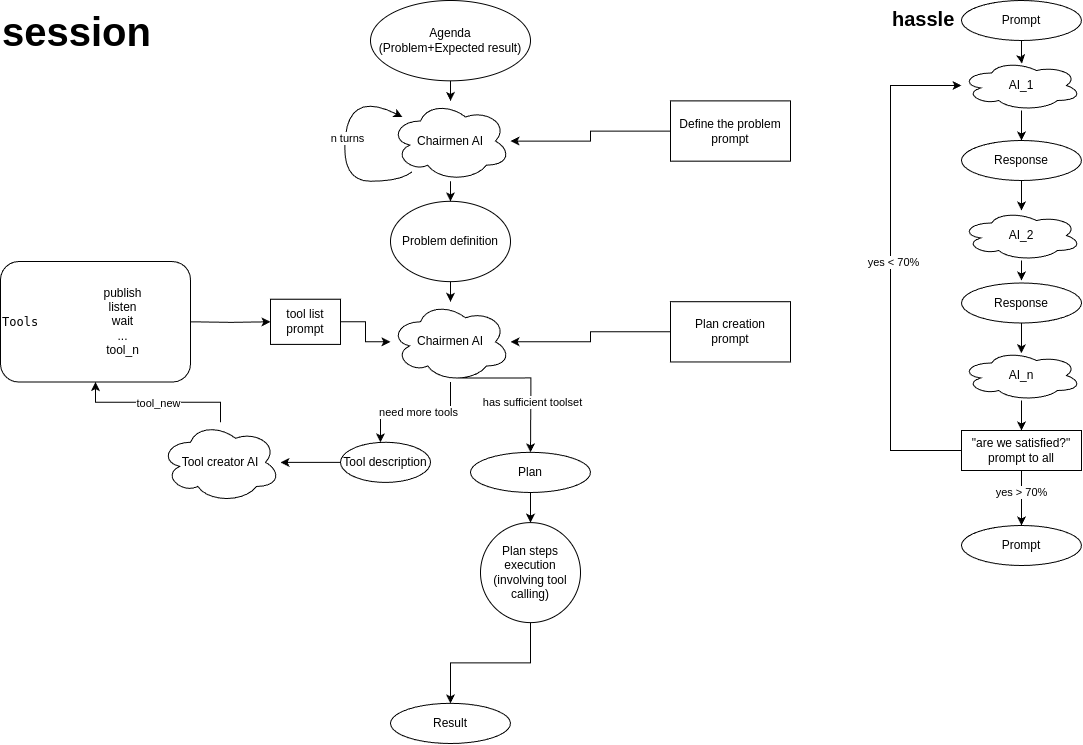 session
Agenda
(Problem+Expected result)
n turns
Chairmen AI
Define the problem
prompt
Problem definition
Tools
publish
listen
wait
...
tool_n
tool list
prompt
Chairmen AI
Plan creation
prompt
need more tools
has sufficient toolset
tool_new
Tool creator AI
Tool description
Plan
Plan steps
execution
(involving tool
calling)
Result
hassle
Prompt
AI_1
Response
AI_2
yes < 70%
Response
AI_n
"are we satisfied?"
prompt to all
yes > 70%
Prompt